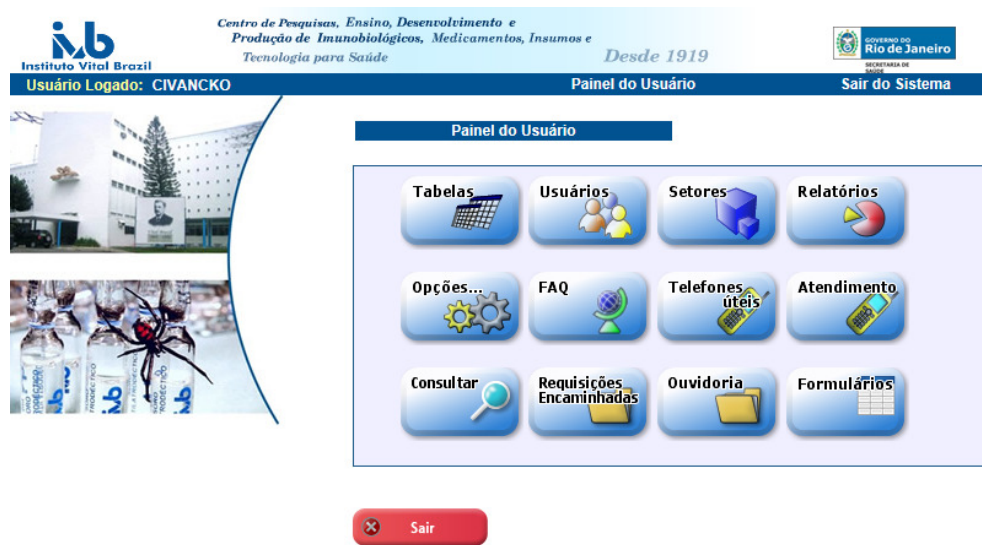 Centro de Pesquisas, Ensino, Desenvolvimento e
Produção de Imunobiológicos, Medicamentos, Insumos e
Tecnologia para Saúde
Desde 1919
ivb
Instituto Vital Brazil
GOVERNO DO
Rio de Janeiro
SECRETARIA DE
SAÚDE
Usuário Logado: CIVANCKO
Painel do Usuário
Sair do Sistema
Painel do Usuário
Tabelas
Usuários
Setores
Relatórios
Opções...
FAQ
Telefones
úteis
Atendimento
Consultar
Requisições
Encaminhadas
Ouvidoria
Formulários
Sair